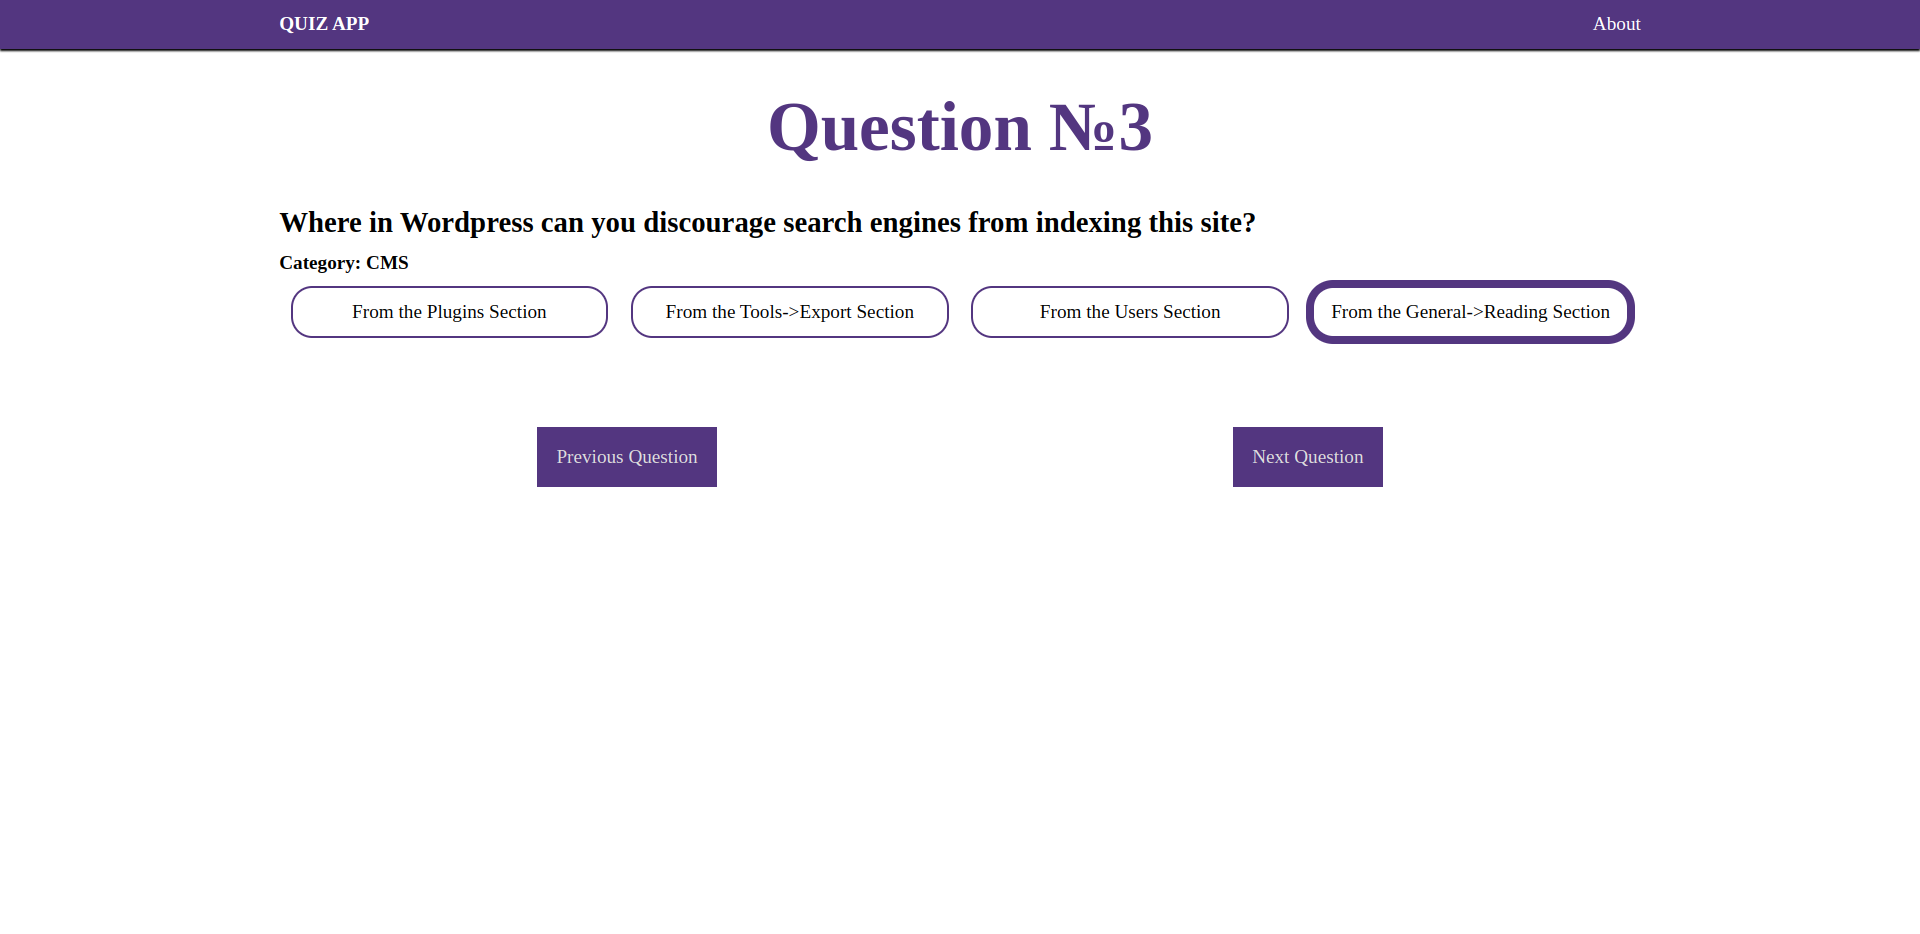 QUIZ APP
About
Question №3
Where in Wordpress can you discourage search engines from indexing this site?
Category: CMS
From the Plugins Section
From the Tools->Export Section
From the Users Section
From the General->Reading Section
Previous Question
Next Question